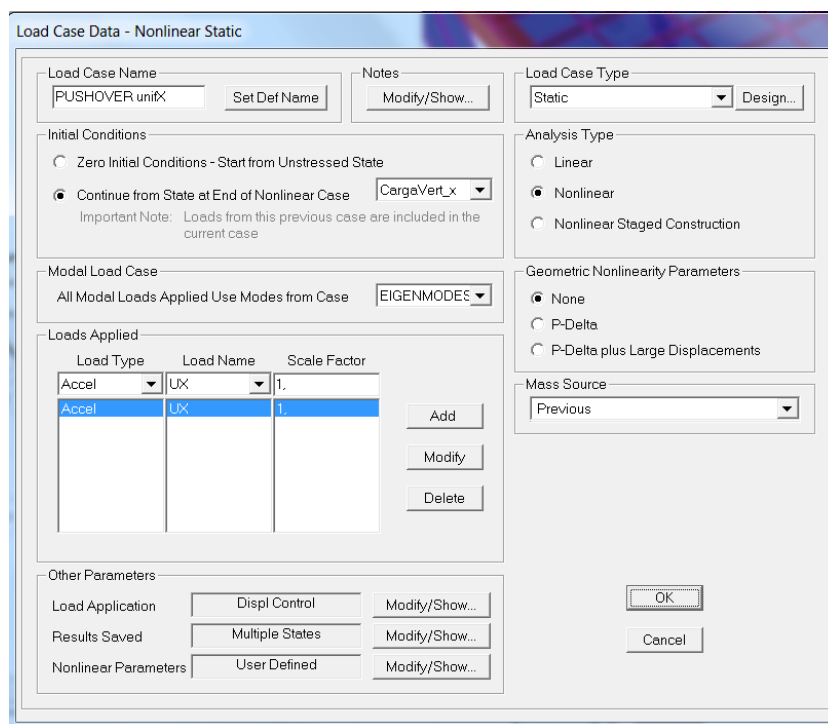 Load Case Data - Nonlinear Static
Load Case Name
PUSHOVER unifX
Set Def Name
Notes
Modify/Show...
Load Case Type
Static
Design...
Initial Conditions
Zero Initial Conditions - Start from Unstressed State
Continue from State at End of Nonlinear Case
CargaVert_x
Important Note: Loads from this previous case are included in the
current case
Analysis Type
Linear
Nonlinear
Nonlinear Staged Construction
Modal Load Case
All Modal Loads Applied Use Modes from Case
EIGENMODES
Geometric Nonlinearity Parameters
None
P-Delta
P-Delta plus Large Displacements
Loads Applied
Load Type Load Name Scale Factor
Accel UX 1,
Accel UX 1,
Add
Modify
Delete
Mass Source
Previous
Other Parameters
Load Application Displ Control Modify/Show...
Results Saved Multiple States Modify/Show...
Nonlinear Parameters User Defined Modify/Show...
OK
Cancel